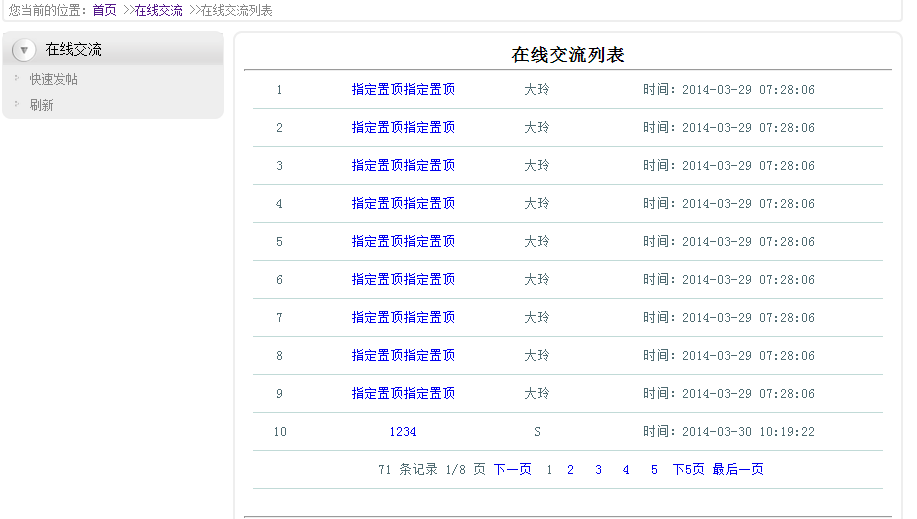 您当前的位置: 首页 >>在线交流 >>在线交流列表
在线交流
快速发帖
刷新
在线交流列表
1 指定置顶指定置顶 大玲 时间: 2014-03-29 07:28:06
2 指定置顶指定置顶 大玲 时间: 2014-03-29 07:28:06
3 指定置顶指定置顶 大玲 时间: 2014-03-29 07:28:06
4 指定置顶指定置顶 大玲 时间: 2014-03-29 07:28:06
5 指定置顶指定置顶 大玲 时间: 2014-03-29 07:28:06
6 指定置顶指定置顶 大玲 时间: 2014-03-29 07:28:06
7 指定置顶指定置顶 大玲 时间: 2014-03-29 07:28:06
8 指定置顶指定置顶 大玲 时间: 2014-03-29 07:28:06
9 指定置顶指定置顶 大玲 时间: 2014-03-29 07:28:06
10 1234 S 时间: 2014-03-30 10:19:22
71 条记录 1/8 页 下一页 1 2 3 4 5 下5页 最后一页